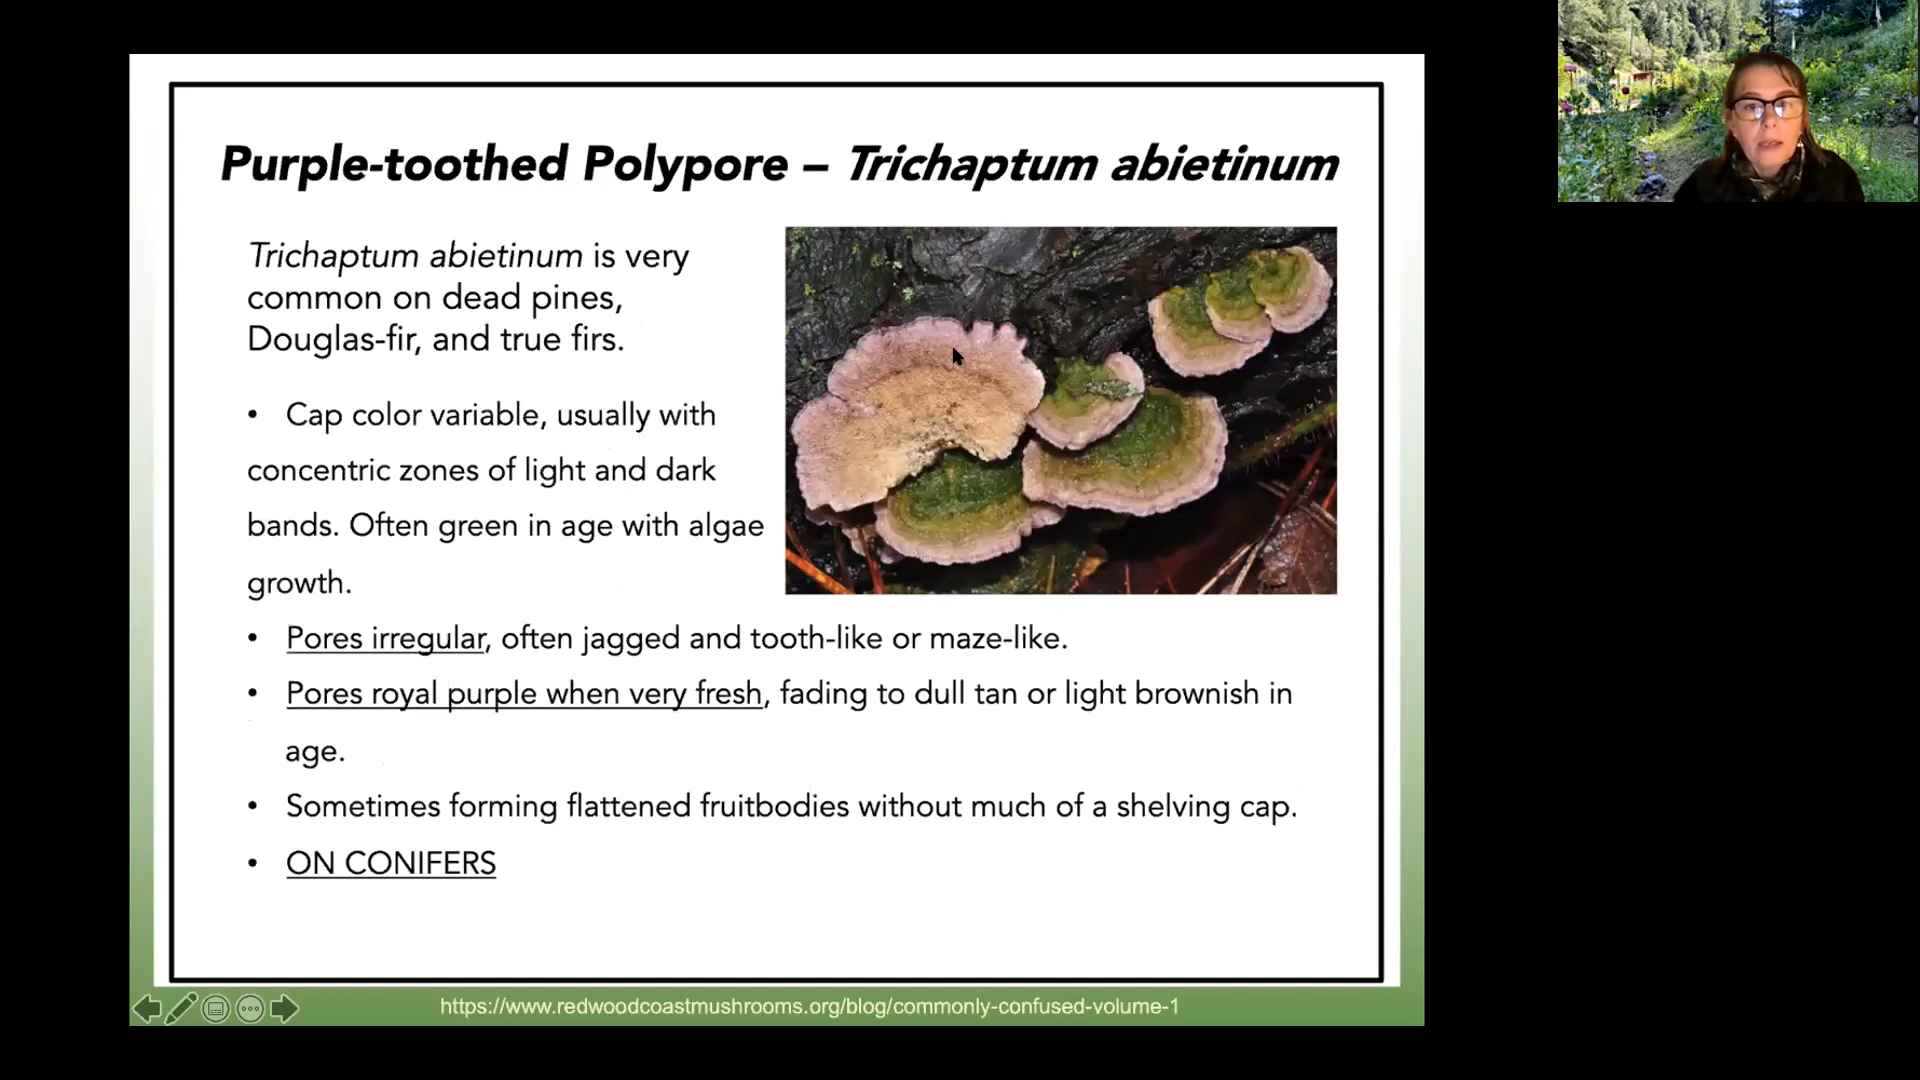 Purple-toothed Polypore – Trichaptum abietinum
Trichaptum abietinum is very
common on dead pines,
Douglas-fir, and true firs.
• Cap color variable, usually with
concentric zones of light and dark
bands. Often green in age with algae
growth.
• Pores irregular, often jagged and tooth-like or maze-like.
• Pores royal purple when very fresh, fading to dull tan or light brownish in
age.
• Sometimes forming flattened fruitbodies without much of a shelving cap.
• ON CONIFERS
https://www.redwoodcoastmushrooms.org/blog/commonly-confused-volume-1